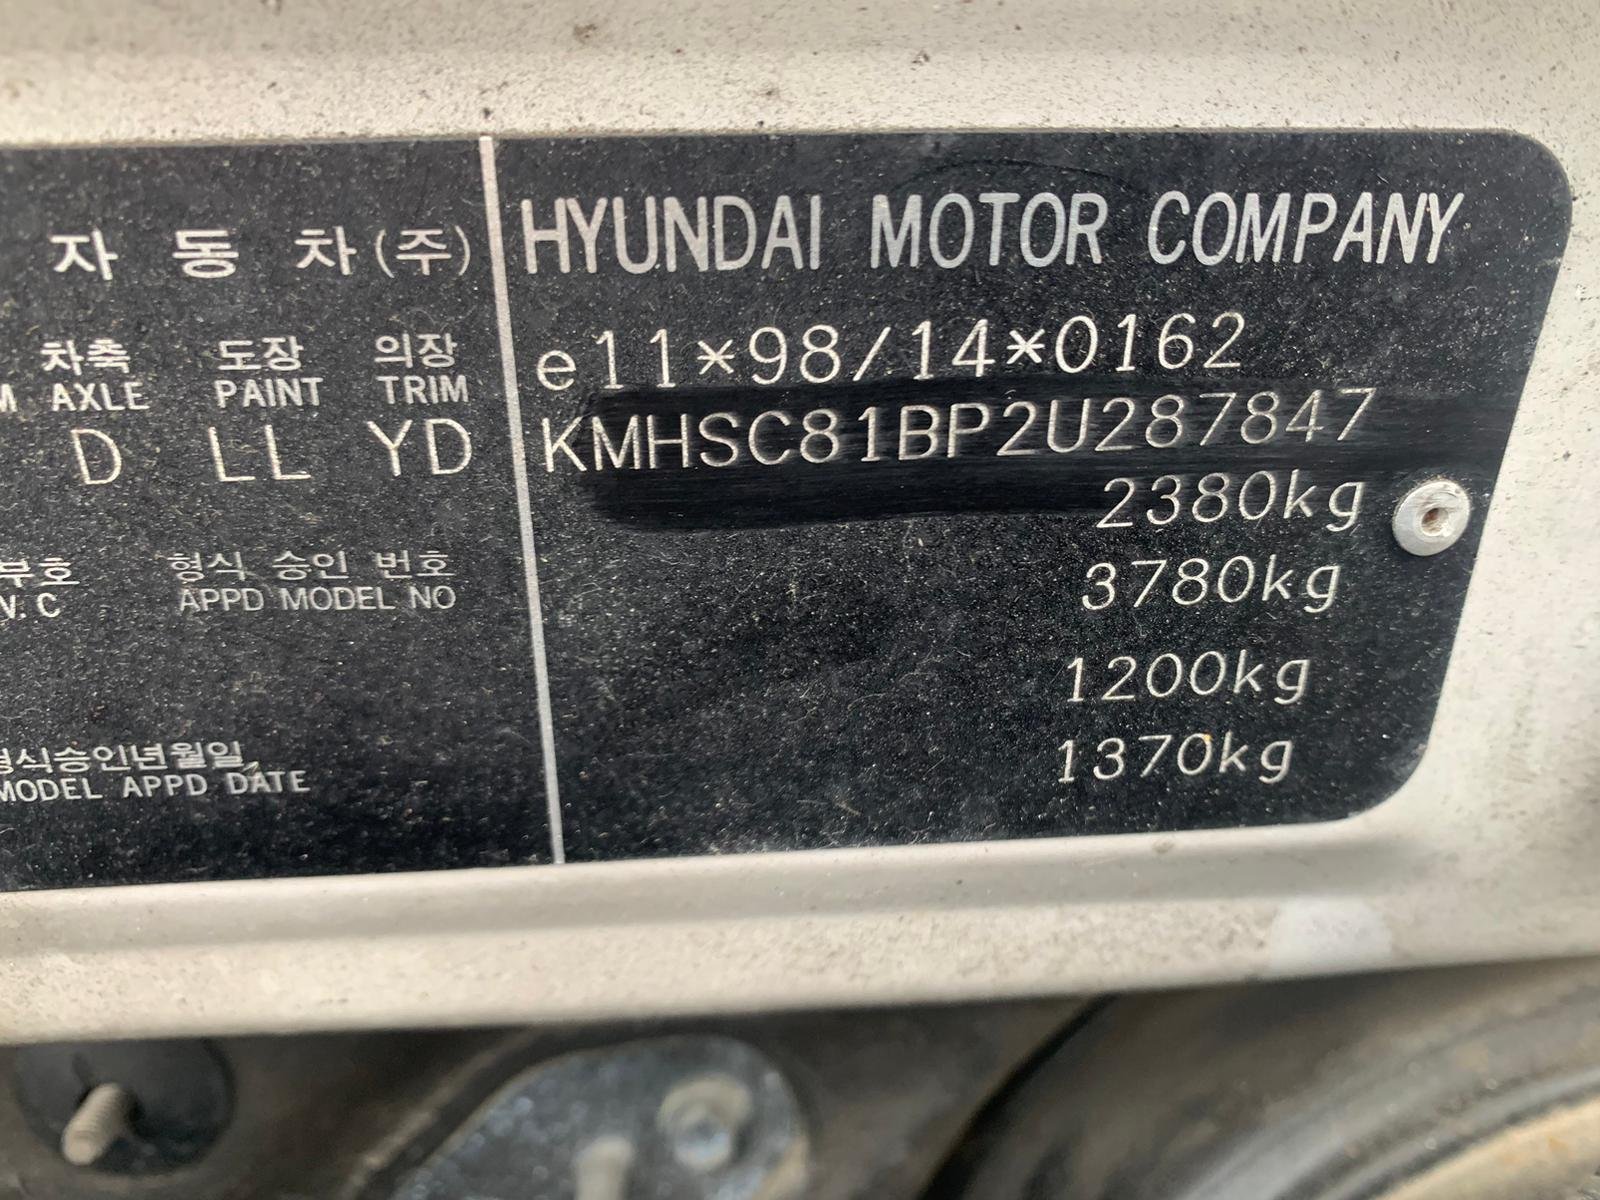 자 동 차(주)
차축 도장 의장
M AXLE PAINT TRIM
D LL YD
부호 형식 승인 번호
V.C APPD MODEL NO
형식승인년월일
MODEL APPD DATE
HYUNDAI MOTOR COMPANY
e11*98/14*0162
KMHSC81BP2U287847
2380kg
3780kg
1200kg
1370kg